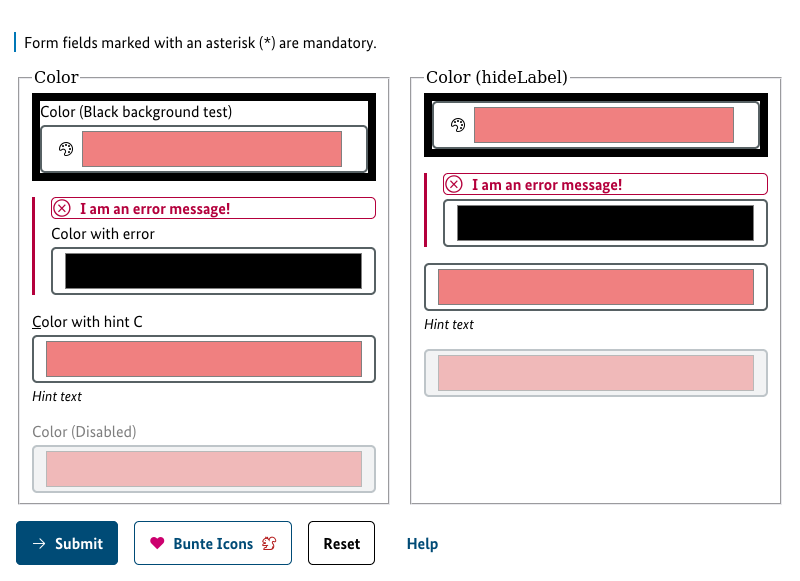 Form fields marked with an asterisk (*) are mandatory.
Color
Color (Black background test)
I am an error message!
Color with error
Color with hint C
Hint text
Color (Disabled)
Color (hideLabel)
I am an error message!
Hint text
Submit
Bunte Icons
Reset
Help